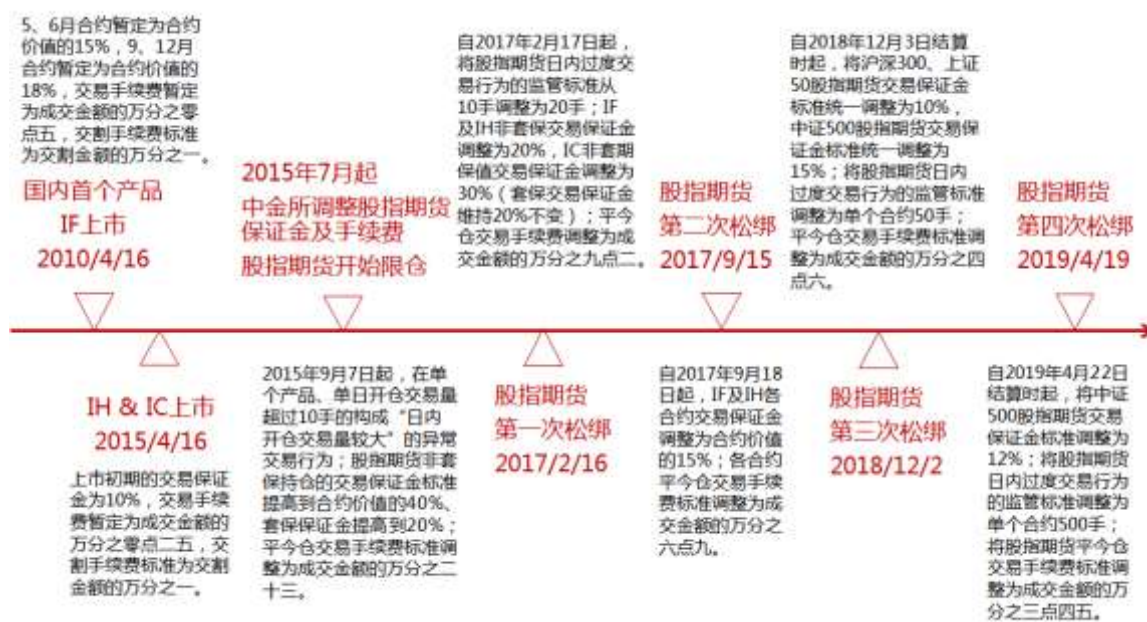 5、6月合约暂定为合约
价值的15%，9、12月
合约暂定为合约价值的
18%，交易手续费暂定
为成交金额的万分之零
点五，交割手续费标准
为交割金额的万分之一。
国内首个产品
IF上市
2010/4/16
IH & IC上市
2015/4/16
上市初期的交易保证
金为10%，交易手续
费暂定为成交金额的
万分之零点二五，交
割手续费标准为交割
金额的万分之一。
2015年7月起
中金所调整股指期货
保证金及手续费
股指期货开始限仓
2015年9月7日起，在单
个产品、单日开仓交易量
超过10手的构成“日内
开仓交易量较大”的异常
交易行为；股指期货非套
保持仓的交易保证金标准
提高到合约价值的40%、
套保保证金提高到20%；
平今仓交易手续费标准调
整为成交金额的万分之二
十三。
自2017年2月17日起，
将股指期货日内过度交
易行为的监管标准从
10手调整为20手；IF
及IH非套保交易保证金
调整为20%，IC非套期
保值交易保证金调整为
30%（套保交易保证金
维持20%不变）；平今
仓交易手续费调整为成
交金额的万分之九点二。
股指期货
第一次松绑
2017/2/16
股指期货
第二次松绑
2017/9/15
自2017年9月18
日起，IF及IH各
合约交易保证金
调整为合约价值
的15%；各合约
平今仓交易手续
费标准调整为成
交金额的万分之
六点九。
自2018年12月3日结算
时起，将沪深300、上证
50股指期货交易保证金
标准统一调整为10%，
中证500股指期货交易保
证金标准统一调整为
15%；将股指期货日内
过度交易行为的监管标准
调整为单个合约50手；
平今仓交易手续费标准调
整为成交金额的万分之四
点六。
股指期货
第三次松绑
2018/12/2
股指期货
第四次松绑
2019/4/19
自2019年4月22日
结算时起，将中证
500股指期货交易
保证金标准调整为
12%；将股指期货
日内过度交易行为
的监管标准调整为
单个合约500手；
将股指期货平今仓
交易手续费标准调
整为成交金额的万
分之三点四五。